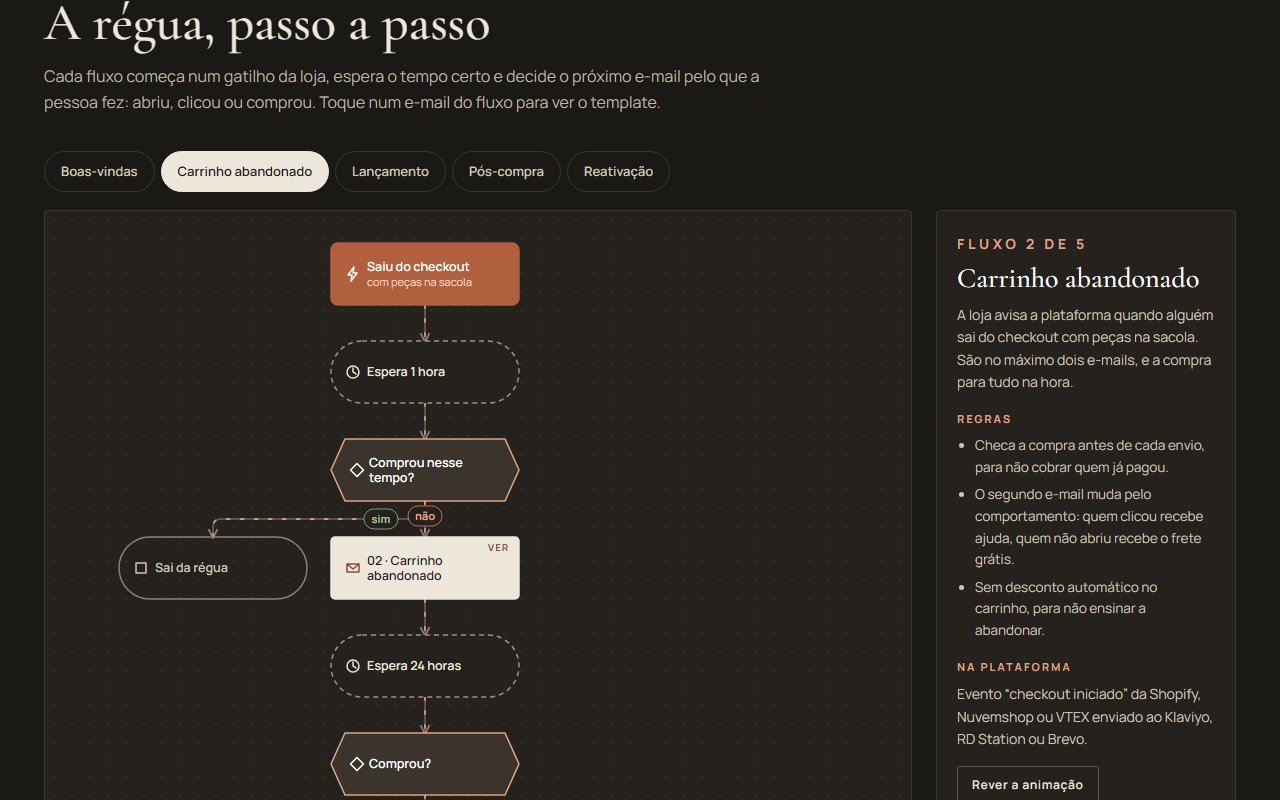 A régua, passo a passo
Cada fluxo começa num gatilho da loja, espera o tempo certo e decide o próximo e-mail pelo que a
pessoa fez: abriu, clicou ou comprou. Toque num e-mail do fluxo para ver o template.
Boas-vindas
Carrinho abandonado
Lançamento
Pós-compra
Reativação
Saiu do checkout
com peças na sacola
Espera 1 hora
Comprou nesse
tempo?
sim
não
Sai da régua
VER
02 · Carrinho
abandonado
Espera 24 horas
Comprou?
FLUXO 2 DE 5
Carrinho abandonado
A loja avisa a plataforma quando alguém
sai do checkout com peças na sacola.
São no máximo dois e-mails, e a compra
para tudo na hora.
REGRAS
Checa a compra antes de cada envio,
para não cobrar quem já pagou.
O segundo e-mail muda pelo
comportamento: quem clicou recebe
ajuda, quem não abriu recebe o frete
grátis.
Sem desconto automático no
carrinho, para não ensinar a
abandonar.
NA PLATAFORMA
Evento “checkout iniciado” da Shopify,
Nuvemshop ou VTEX enviado ao Klaviyo,
RD Station ou Brevo.
Rever a animação